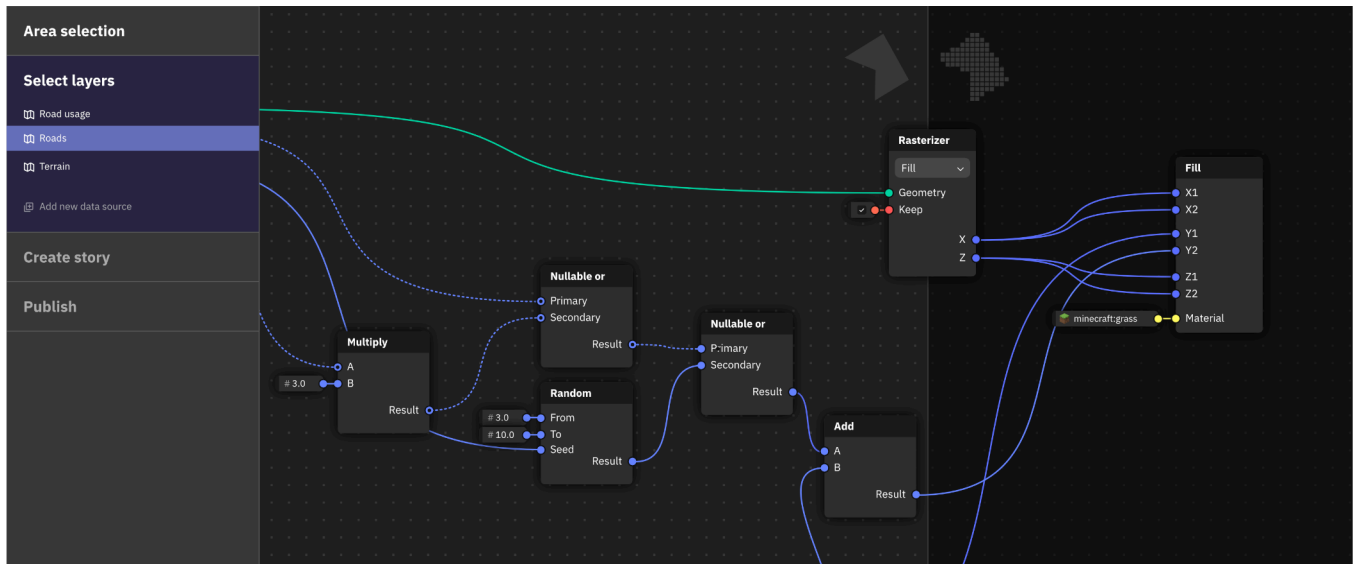 Area selection
Select layers
Road usage
Roads
Terrain
Add new data source
Create story
Publish
Multiply
A
# 3.0
B
Result
Nullable or
Primary
Secondary
Result
Random
# 3.0
From
# 10.0
To
Seed
Result
Nullable or
Primary
Secondary
Result
Add
A
B
Result
Rasterizer
Fill
Geometry
Keep
X
Z
Fill
X1
X2
Y1
Y2
Z1
Z2
minecraft:grass
Material